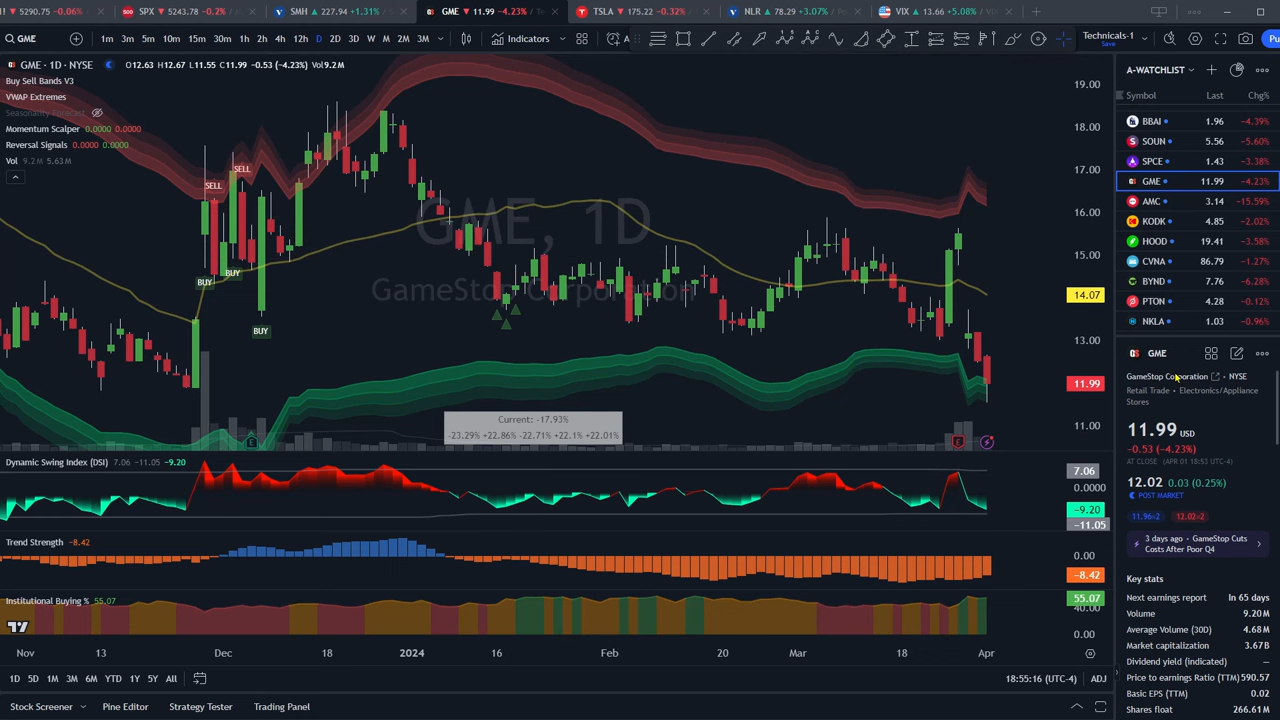 5290.75 −0.06%
SPX ▼ 5243.78 −0.2%
SMH ▲ 227.94 +1.31%
GME ▼ 11.99 −4.23%
TSLA ▼ 175.22 −0.32%
NLR ▲ 78.29 +3.07%
VIX ▲ 13.66 +5.08%
GME
1m 3m 5m 10m 15m 30m 1h 2h 4h 12h D 2D 3D W M 2M 3M
Indicators
Technicals-1
Save
Pu
GME · 1D · NYSE
O12.63 H12.67 L11.55 C11.99 −0.53 (−4.23%) Vol9.2M
Buy Sell Bands V3
VWAP Extremes
Seasonality Forecast
Momentum Scalper 0.0000 0.0000
Reversal Signals 0.0000 0.0000
Vol 9.2M 5.63M
GME, 1D
GameStop Corporation
SELL
SELL
BUY
BUY
BUY
19.00
18.00
17.00
16.00
15.00
14.07
13.00
11.99
11.00
Current: -17.93%
-23.29% +22.86% -22.71% +22.1% +22.01%
E
E
Dynamic Swing Index (DSI) 7.06 −11.05 −9.20
7.06
0.0000
−9.20
−11.05
Trend Strength −8.42
0.00
−8.42
Institutional Buying % 55.07
55.07
40.00
0.00
Nov 13 Dec 18 2024 16 Feb 20 Mar 18 Apr
1D 5D 1M 3M 6M YTD 1Y 5Y All
18:55:16 (UTC-4) ADJ
Stock Screener Pine Editor Strategy Tester Trading Panel
A-WATCHLIST
Symbol Last Chg%
BBAI 1.96 −4.39%
SOUN 5.56 −5.60%
SPCE 1.43 −3.38%
GME 11.99 −4.23%
AMC 3.14 −15.59%
KODK 4.85 −2.02%
HOOD 19.41 −3.58%
CVNA 86.79 −1.27%
BYND 7.76 −6.28%
PTON 4.28 −0.12%
NKLA 1.03 −0.96%
GME
GameStop Corporation • NYSE
Retail Trade • Electronics/Appliance
Stores
11.99 USD
−0.53 (−4.23%)
AT CLOSE (APR 01 18:53 UTC-4)
12.02 0.03 (0.25%)
POST MARKET
11.96×2 12.02×2
3 days ago • GameStop Cuts
Costs After Poor Q4
Key stats
Next earnings report In 65 days
Volume 9.20M
Average Volume (30D) 4.68M
Market capitalization 3.67B
Dividend yield (indicated) —
Price to earnings Ratio (TTM) 590.57
Basic EPS (TTM) 0.02
Shares float 266.61M